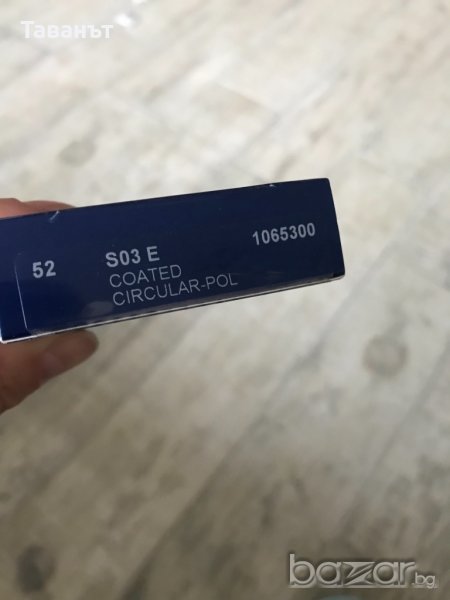 Таванът
52 S03 E 1065300
COATED
CIRCULAR-POL
bazar.bg